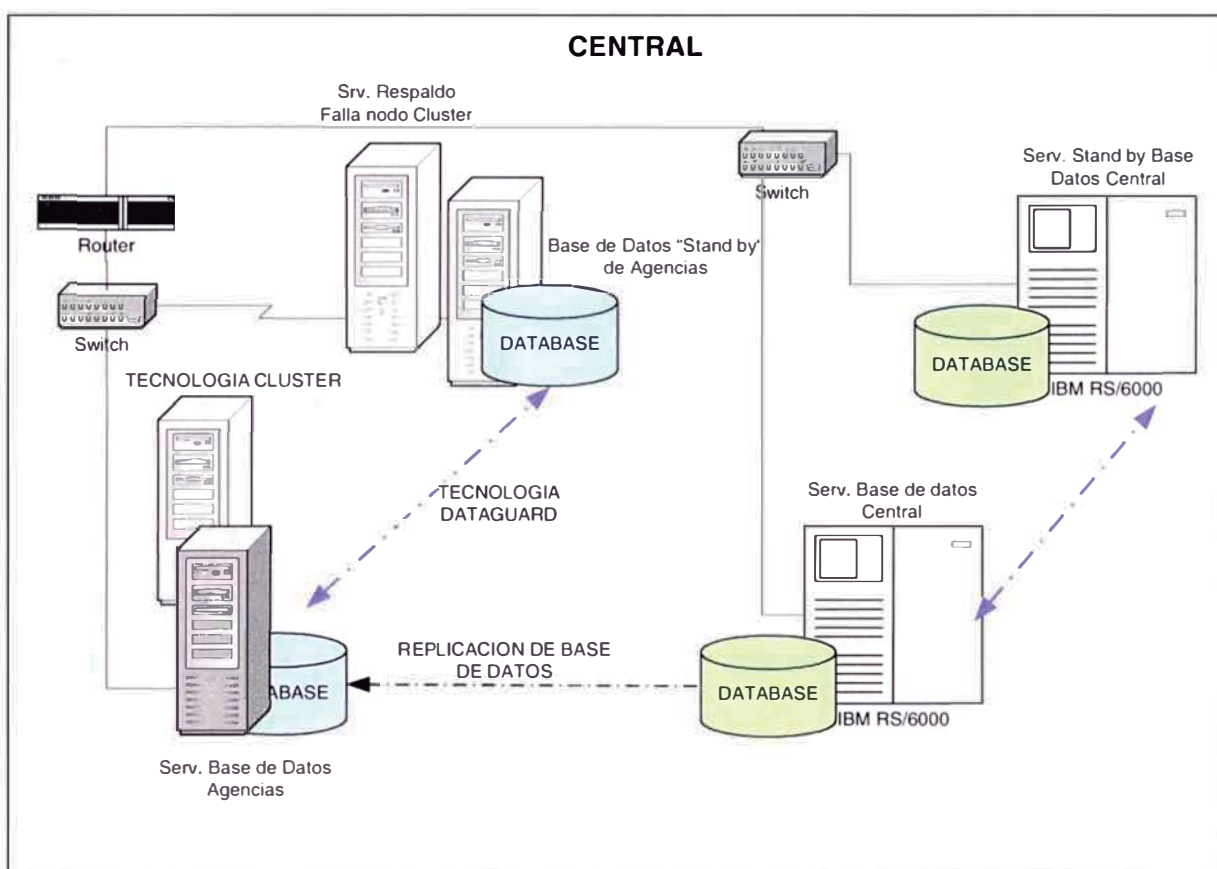 CENTRAL
Srv. Respaldo
Falla nodo Cluster
Serv. Stand by Base
Datos Central
Switch
Router
Base de Datos "Stand by"
de Agencias
Switch
DATABASE
DATABASE
TECNOLOGIA CLUSTER
IBM RS/6000
TECNOLOGIA
DATAGUARD
Serv. Base de datos
Central
REPLICACION DE BASE
DE DATOS
ABASE
DATABASE
IBM RS/6000
Serv. Base de Datos
Agencias